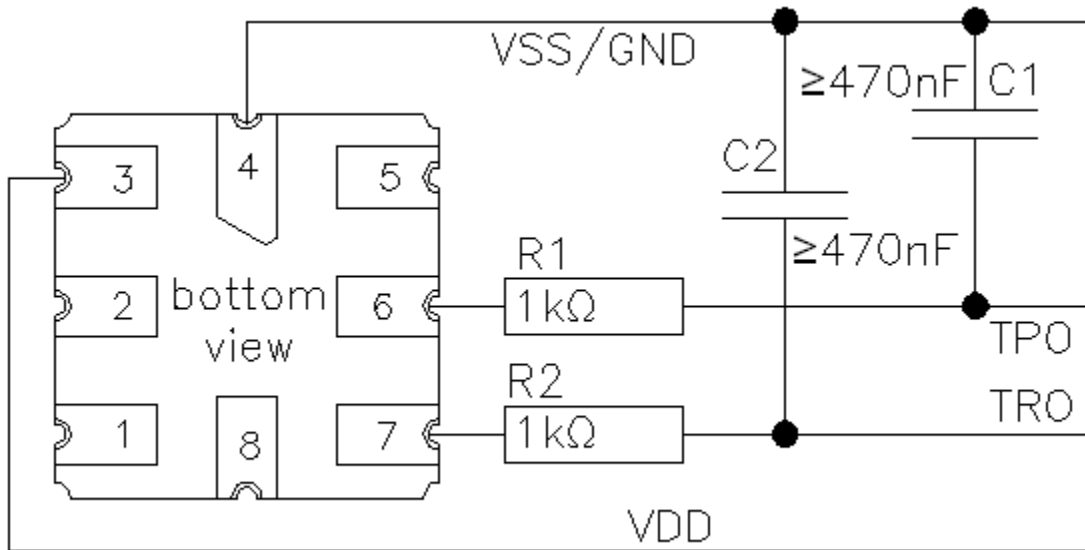 VSS/GND
≥470nF
C1
3
4
5
C2
≥470nF
R1
2
bottom
view
6
1kΩ
TPO
R2
TRO
1
8
7
1kΩ
VDD